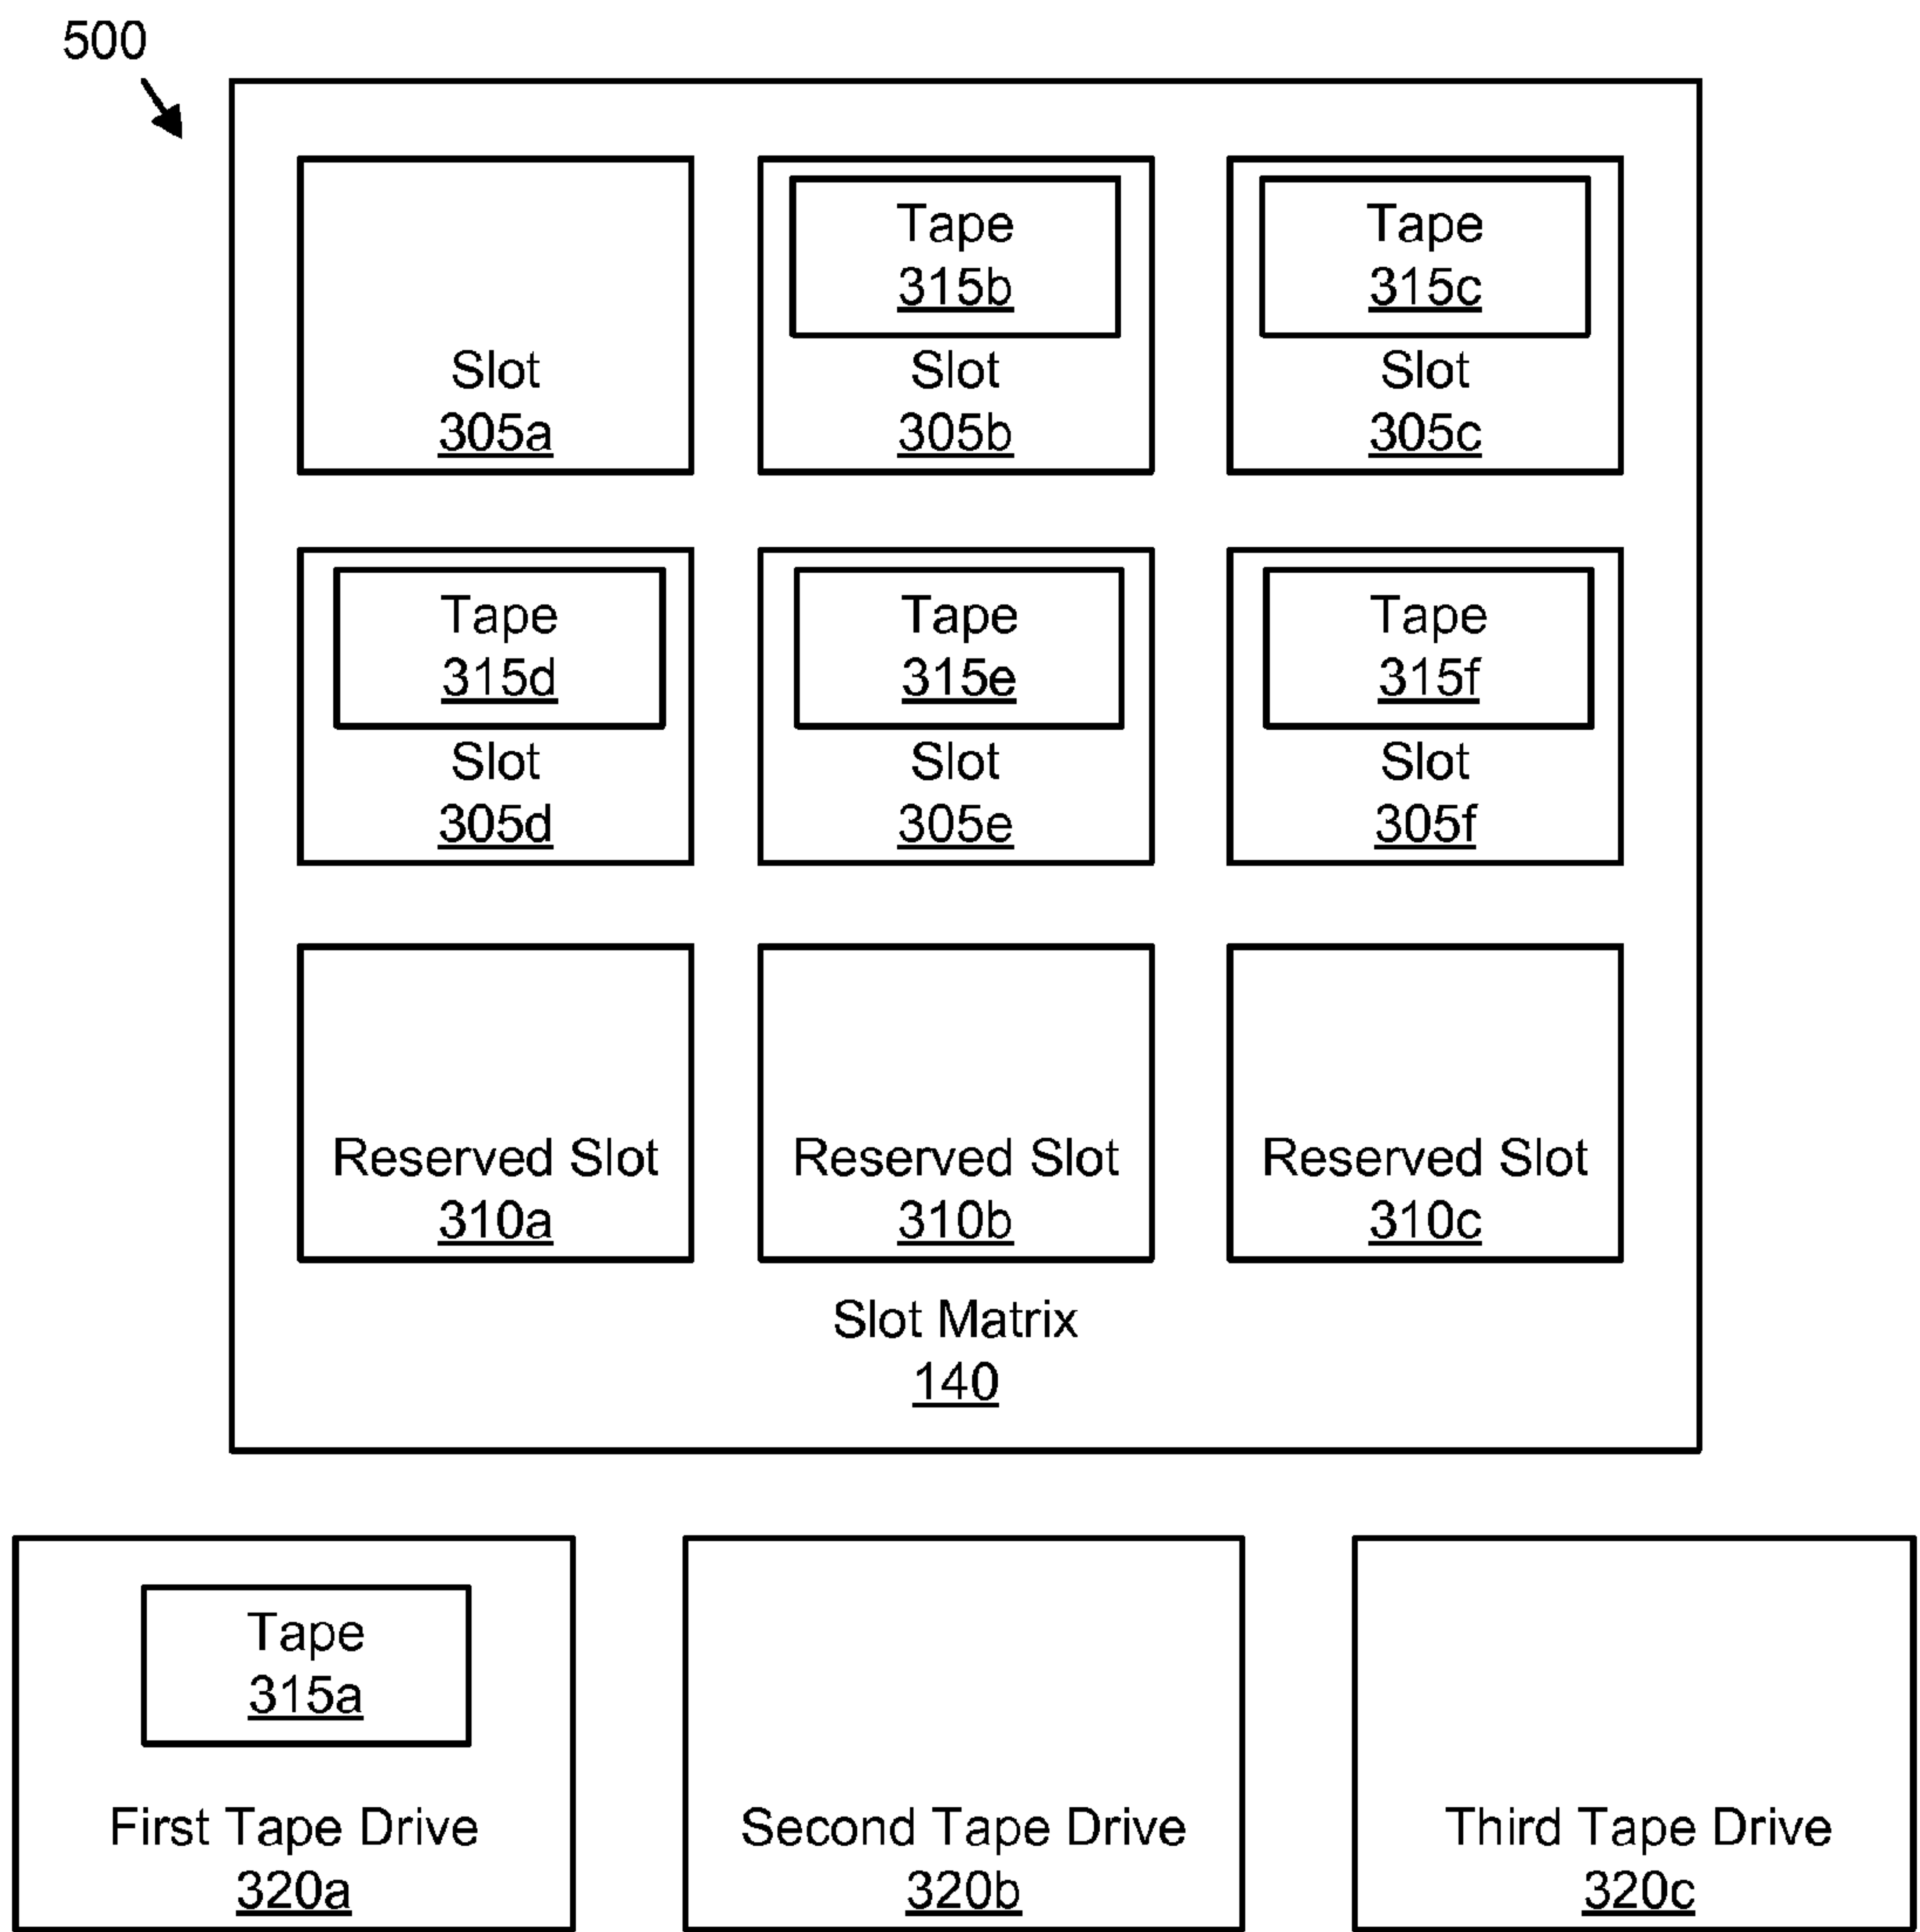 500
Tape
315b
Tape
315c
Slot
305a
Slot
305b
Slot
305c
Tape
315d
Tape
315e
Tape
315f
Slot
305d
Slot
305e
Slot
305f
Reserved Slot
310a
Reserved Slot
310b
Reserved Slot
310c
Slot Matrix
140
Tape
315a
First Tape Drive
320a
Second Tape Drive
320b
Third Tape Drive
320c